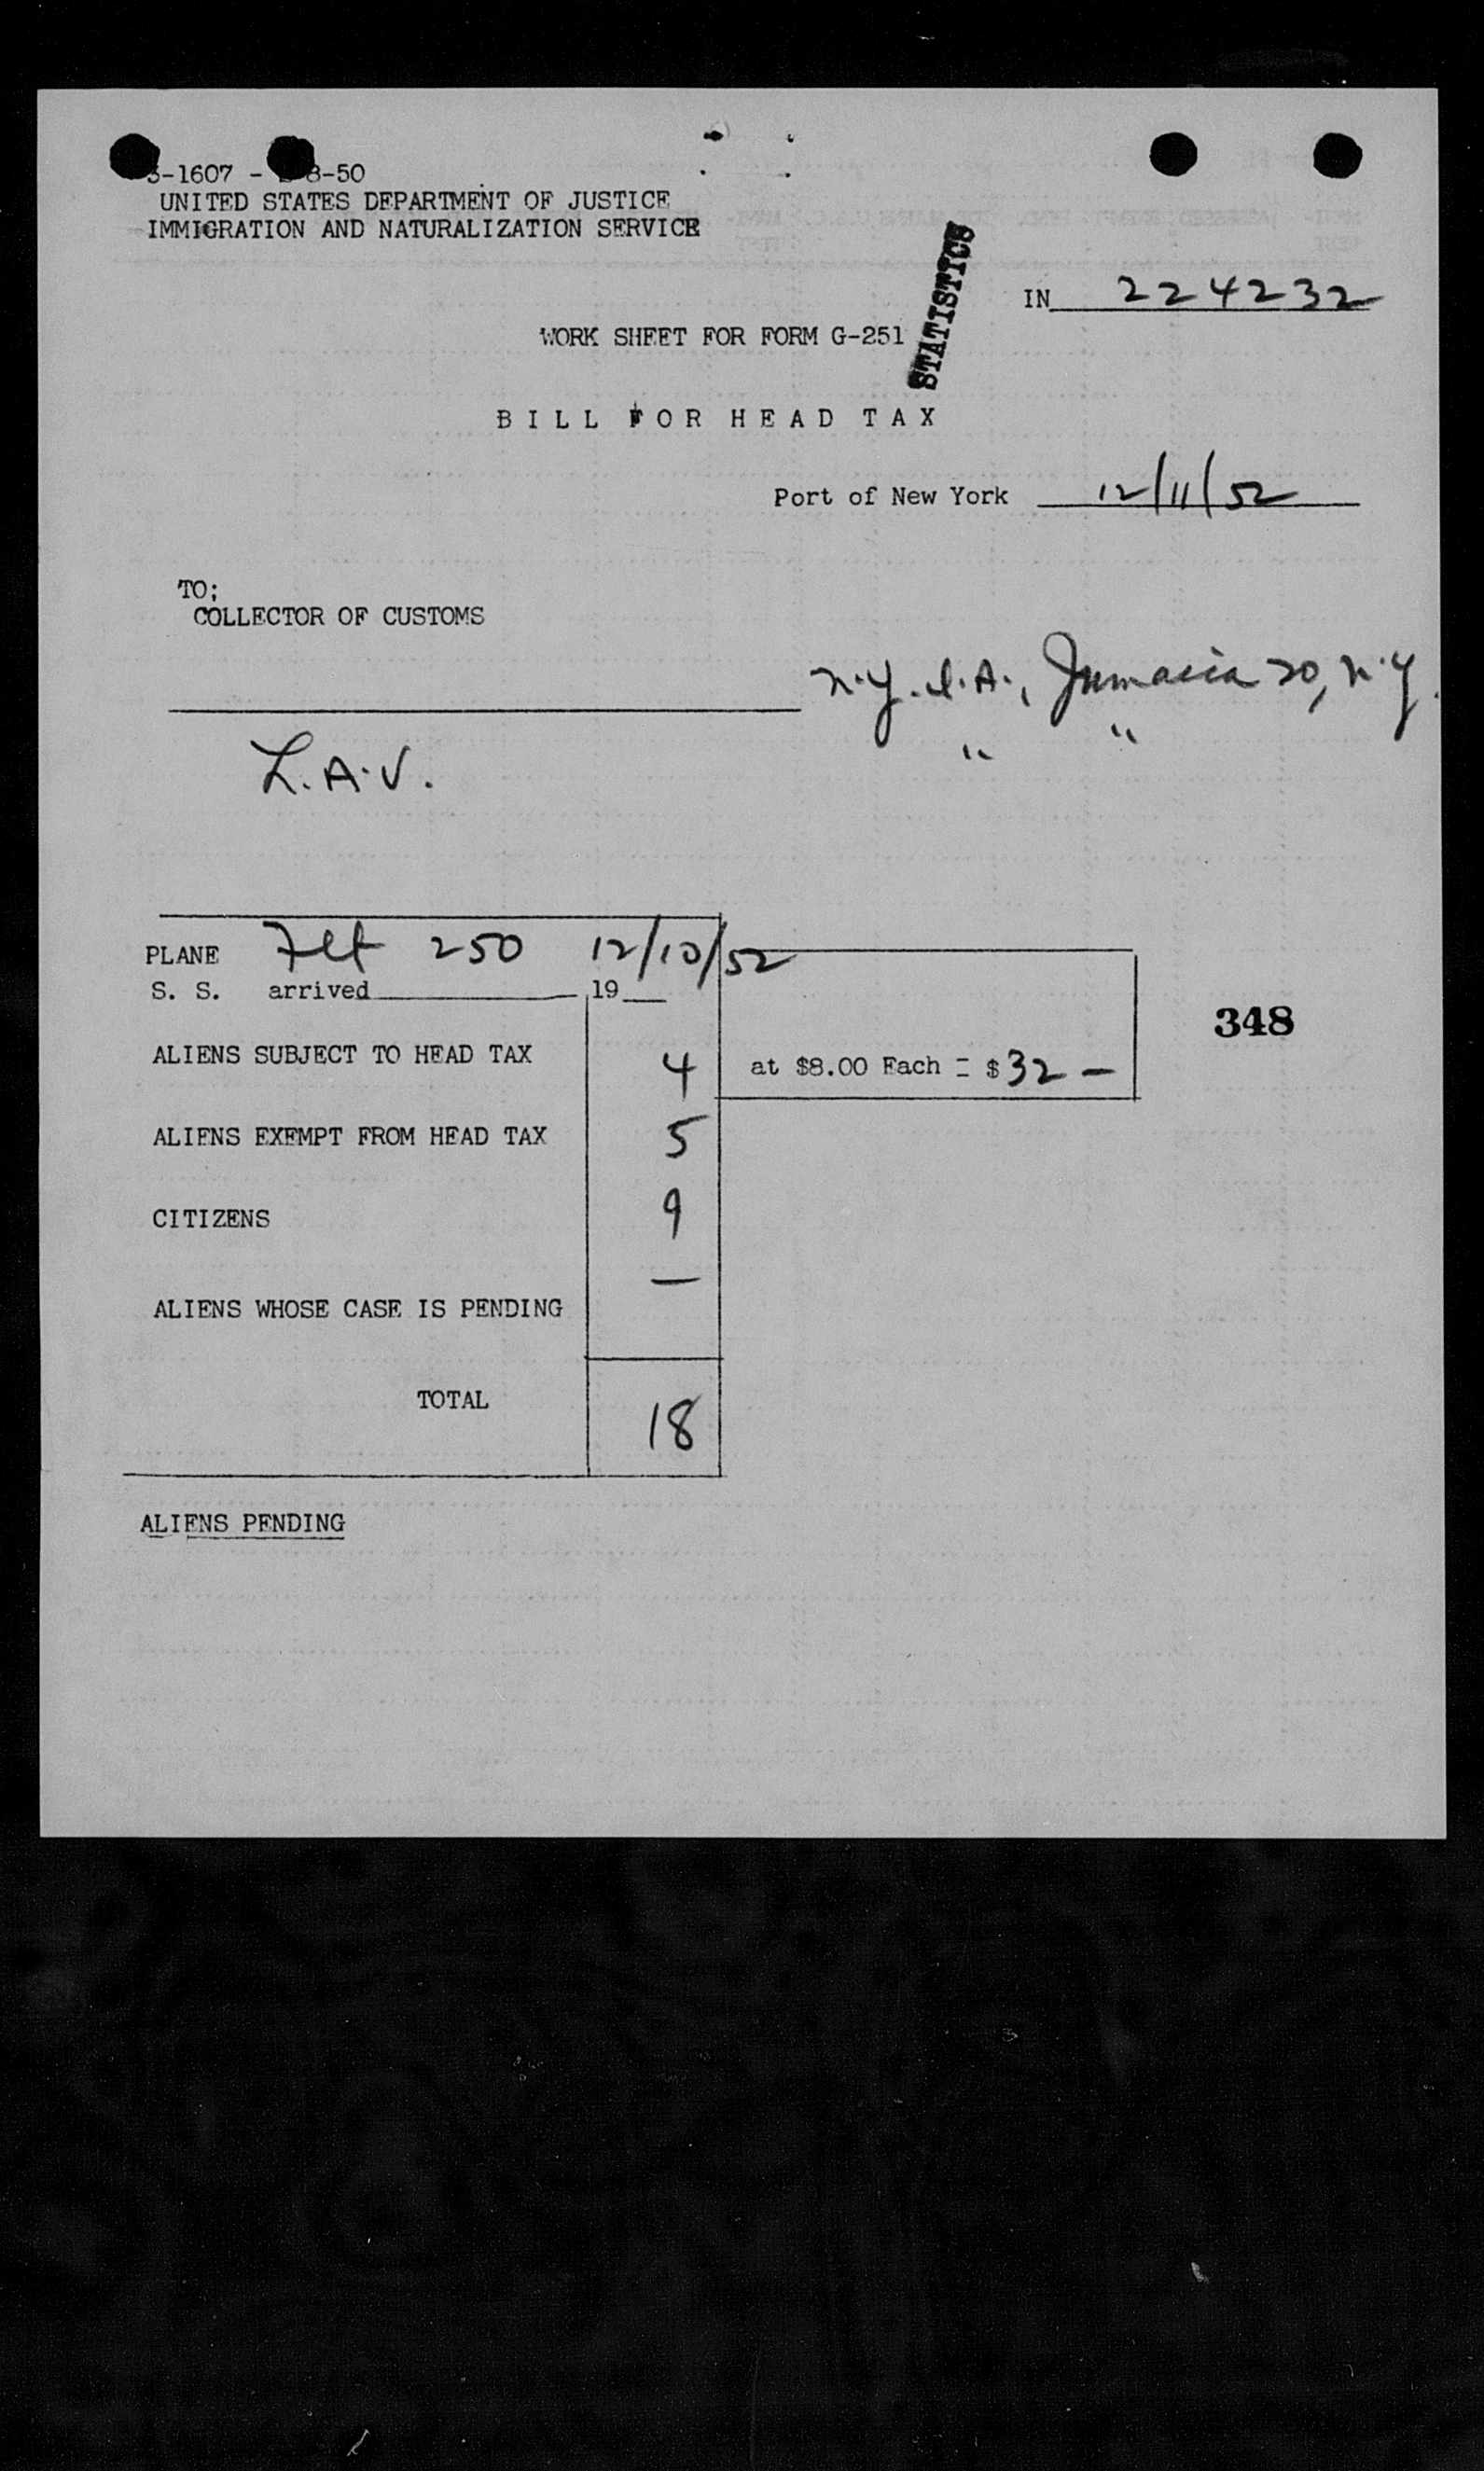 -1607 - 8-50
UNITED STATES DEPARTMENT OF JUSTICE
IMMIGRATION AND NATURALIZATION SERVICE
STATISTICS
IN 224232
WORK SHEET FOR FORM G-251
BILL FOR HEAD TAX
Port of New York 12/11/52
TO;
COLLECTOR OF CUSTOMS
N.Y.I.A., Jamaica 30, N.Y.
" "
L.A.V.
PLANE Flt 250 12/10/52
S. S. arrived , 19
348
ALIENS SUBJECT TO HEAD TAX 4 at $8.00 Each = $ 32 —
ALIENS EXEMPT FROM HEAD TAX 5
CITIZENS 9
ALIENS WHOSE CASE IS PENDING —
TOTAL 18
ALIENS PENDING